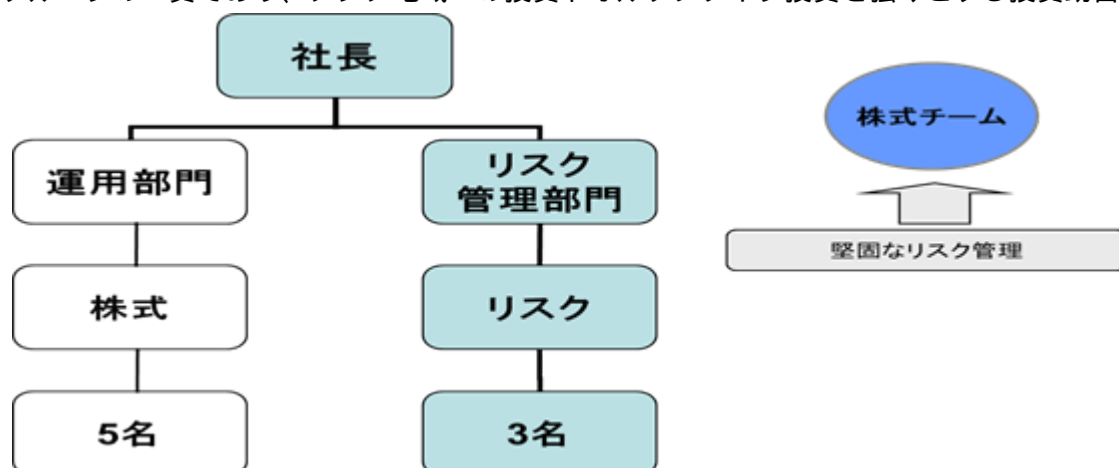 社長
運用部門
リスク
管理部門
株式
リスク
5名
3名
株式チーム
堅固なリスク管理